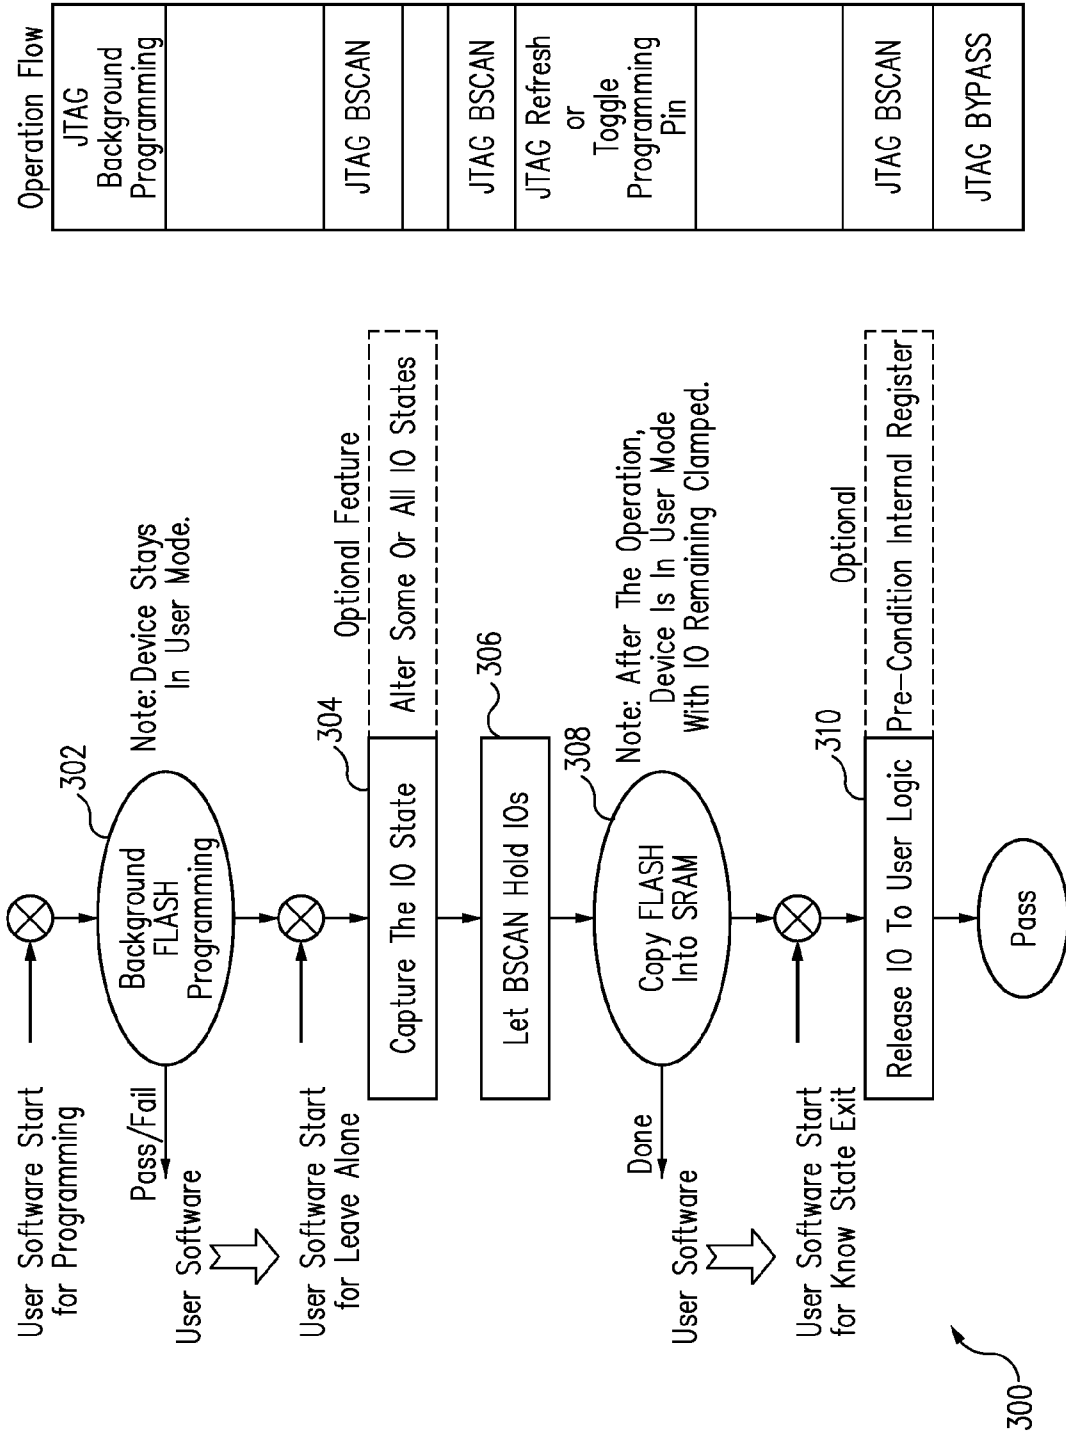 User Software Start
for Programming
302
Note: Device Stays
In User Mode.
Background
FLASH
Programming
Pass/Fail
User Software
User Software Start
for Leave Alone
304
Optional Feature
Capture The IO State
Alter Some Or All IO States
306
Let BSCAN Hold IOs
308
Note: After The Operation,
Device Is In User Mode
With IO Remaining Clamped.
Copy FLASH
Into SRAM
Done
User Software
User Software Start
for Know State Exit
310
Optional
Release IO To User Logic
Pre-Condition Internal Register
Pass
300
Operation Flow
JTAG
Background
Programming
JTAG BSCAN
JTAG BSCAN
JTAG Refresh
or
Toggle
Programming
Pin
JTAG BSCAN
JTAG BYPASS